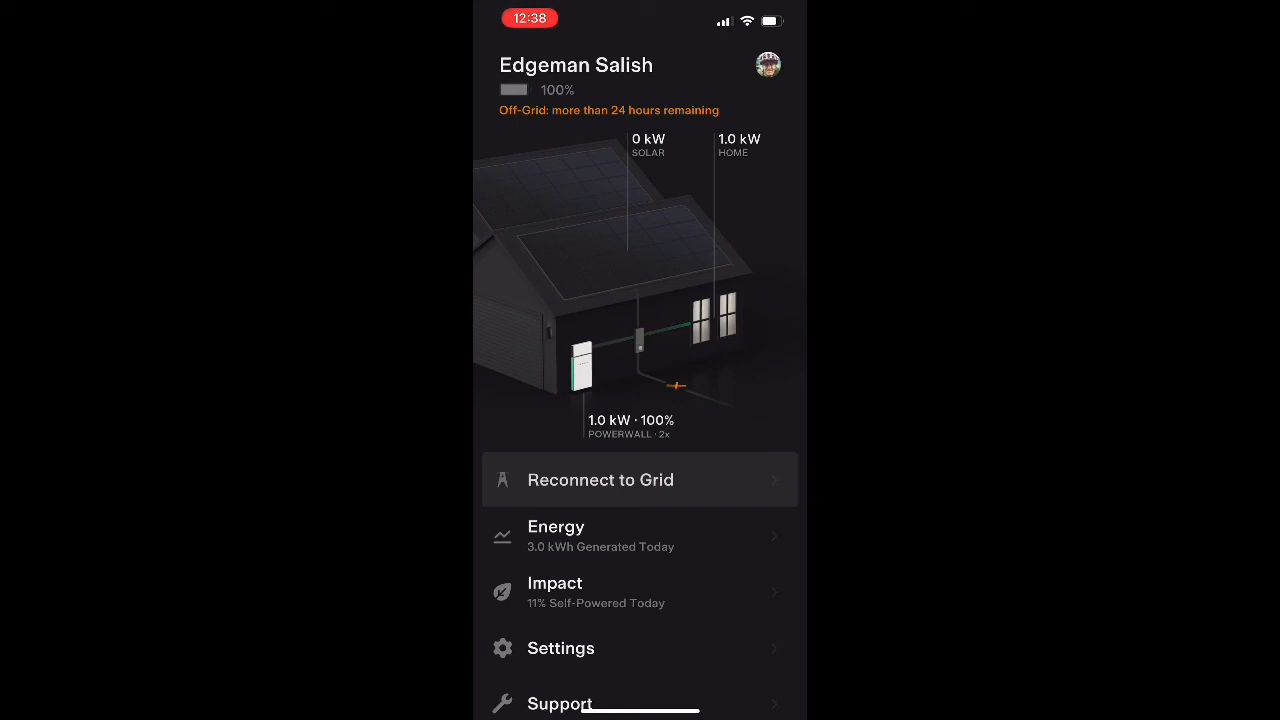 12:38
Edgeman Salish
100%
Off-Grid: more than 24 hours remaining
0 kW
SOLAR
1.0 kW
HOME
1.0 kW · 100%
POWERWALL · 2x
Reconnect to Grid
Energy
3.0 kWh Generated Today
Impact
11% Self-Powered Today
Settings
Support